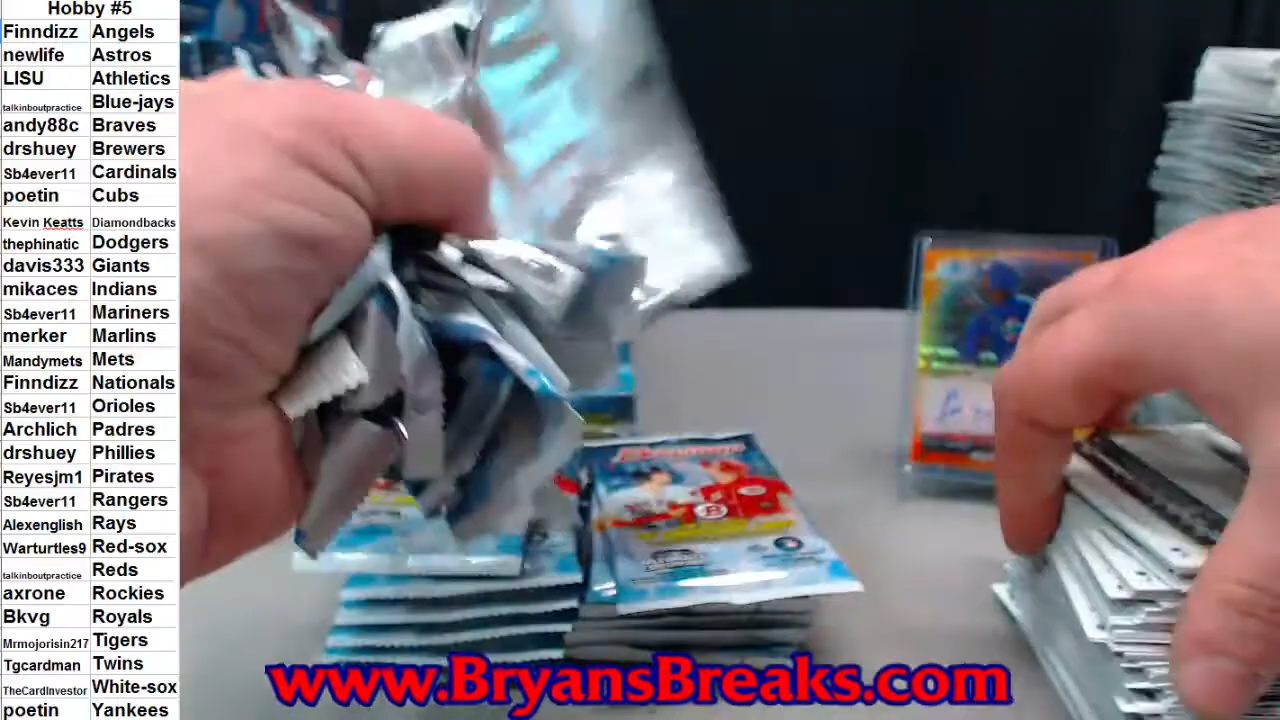 Hobby #5
Finndizz Angels
newlife Astros
LISU Athletics
talkinboutpractice Blue-jays
andy88c Braves
drshuey Brewers
Sb4ever11 Cardinals
poetin Cubs
Kevin Keatts Diamondbacks
thephinatic Dodgers
davis333 Giants
mikaces Indians
Sb4ever11 Mariners
merker Marlins
Mandymets Mets
Finndizz Nationals
Sb4ever11 Orioles
Archlich Padres
drshuey Phillies
Reyesjm1 Pirates
Sb4ever11 Rangers
Alexenglish Rays
Warturtles9 Red-sox
talkinboutpractice Reds
axrone Rockies
Bkvg Royals
Mrmojorisin217 Tigers
Tgcardman Twins
TheCardInvestor White-sox
poetin Yankees
Bowman
www.BryansBreaks.com